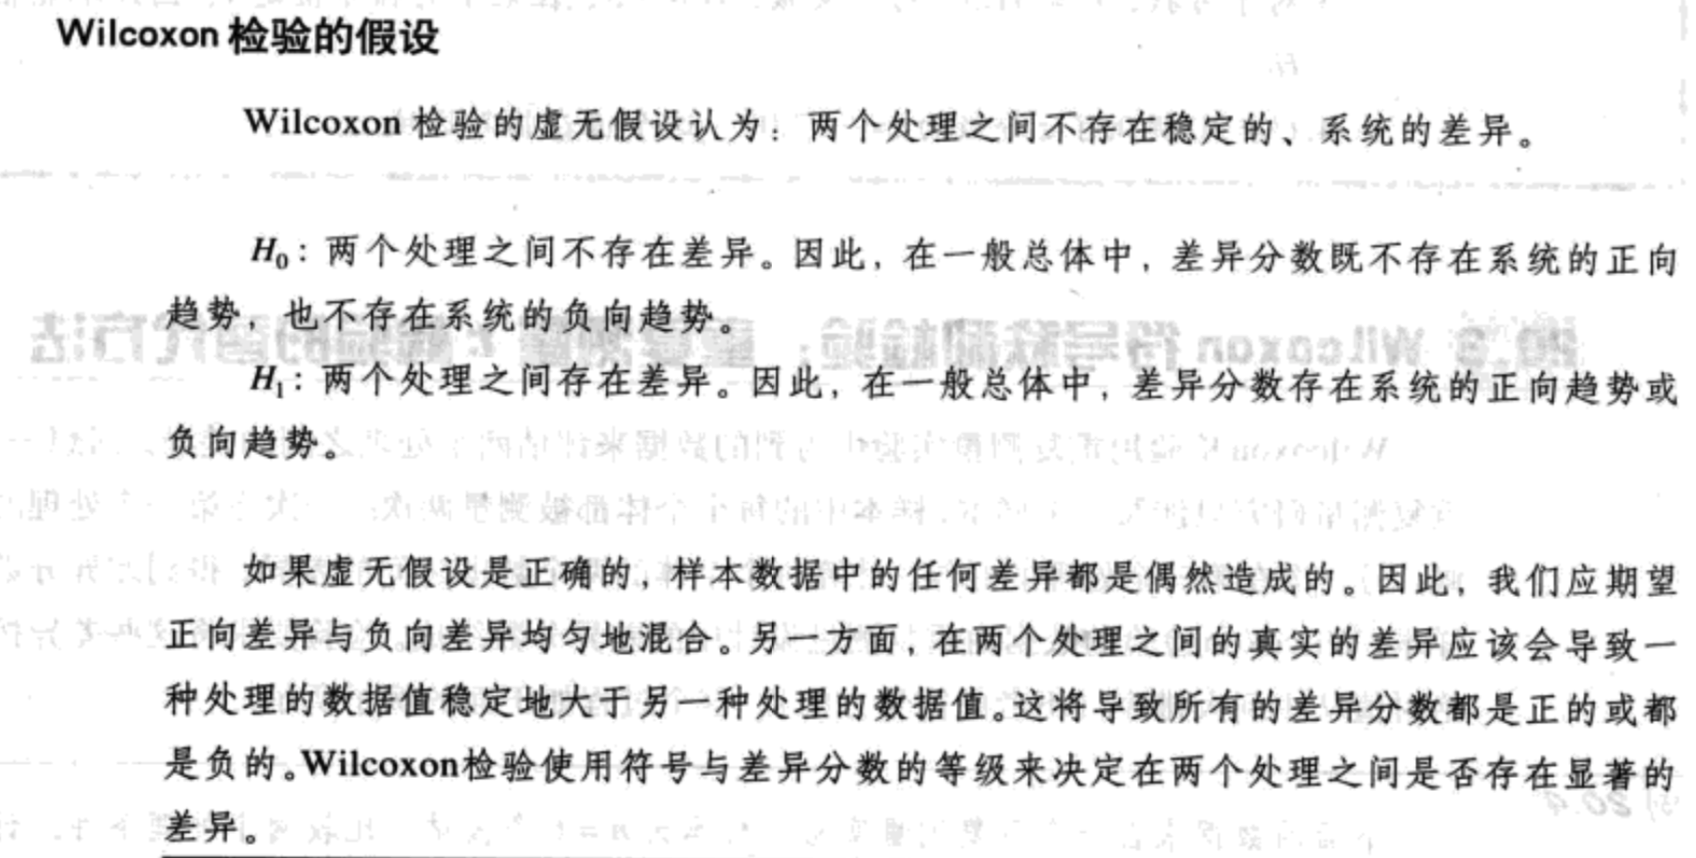 Wilcoxon 检验的假设
Wilcoxon 检验的虚无假设认为：两个处理之间不存在稳定的、系统的差异。
H₀：两个处理之间不存在差异。因此，在一般总体中，差异分数既不存在系统的正向
趋势，也不存在系统的负向趋势。
H₁：两个处理之间存在差异。因此，在一般总体中，差异分数存在系统的正向趋势或
负向趋势。
如果虚无假设是正确的，样本数据中的任何差异都是偶然造成的。因此，我们应期望
正向差异与负向差异均匀地混合。另一方面，在两个处理之间的真实的差异应该会导致一
种处理的数据值稳定地大于另一种处理的数据值。这将导致所有的差异分数都是正的或都
是负的。Wilcoxon检验使用符号与差异分数的等级来决定在两个处理之间是否存在显著的
差异。